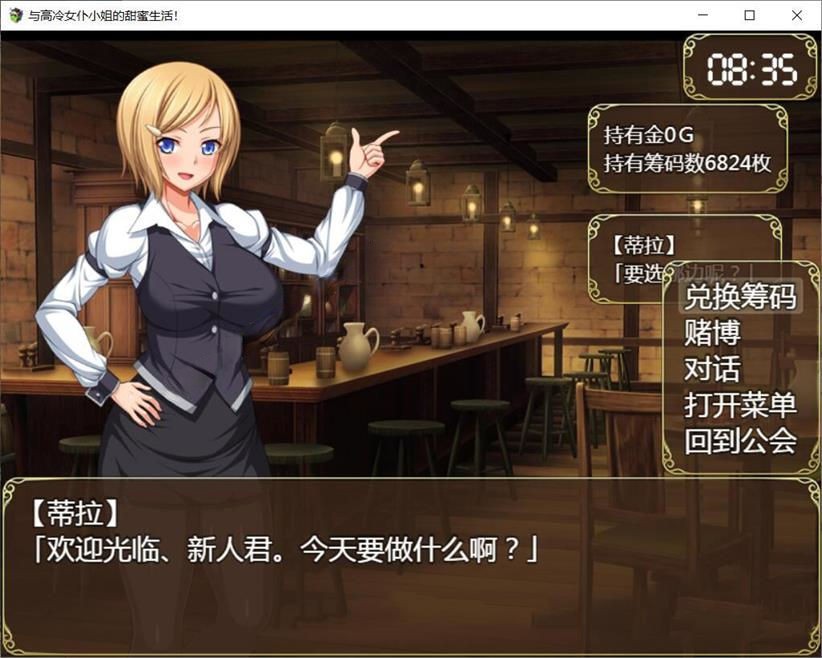 与高冷女仆小姐的甜蜜生活！
08:35
持有金0G
持有筹码数6824枚
【蒂拉】
「要选哪边呢？」
兑换筹码
赌博
对话
打开菜单
回到公会
【蒂拉】
「欢迎光临、新人君。今天要做什么啊？」